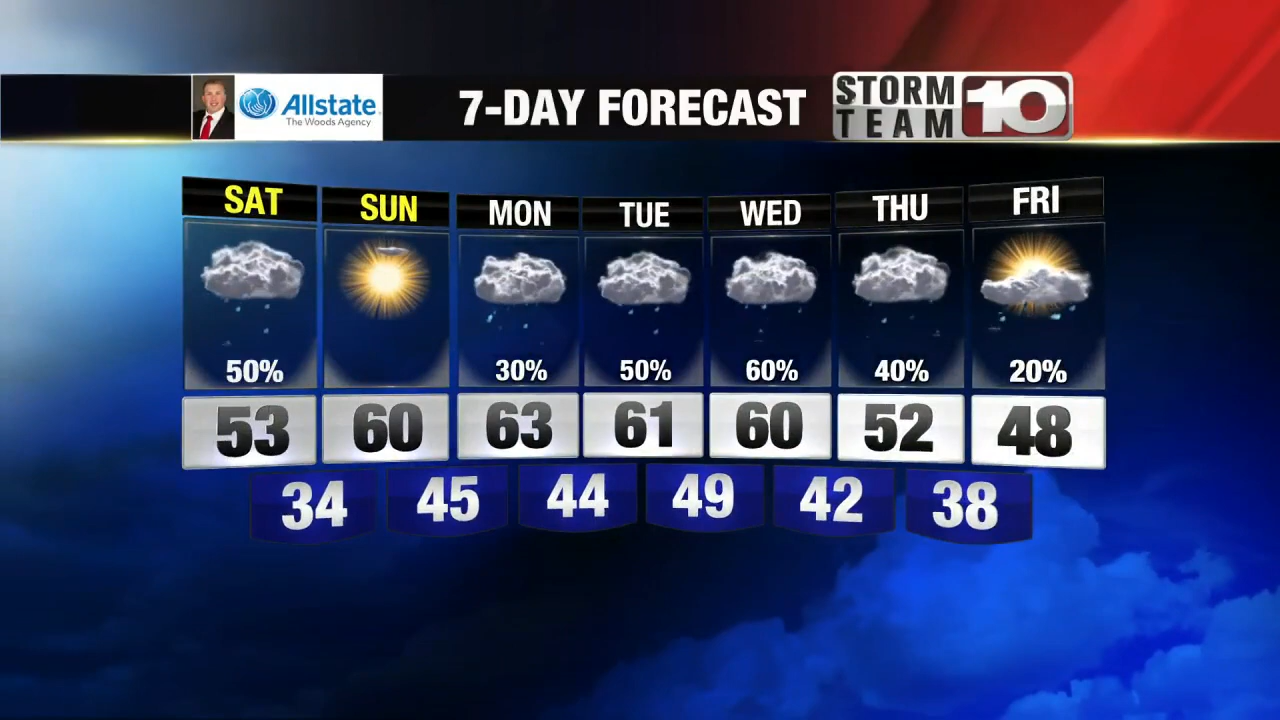 Allstate
The Woods Agency
7-DAY FORECAST
STORM TEAM 10
SAT SUN MON TUE WED THU FRI
50% 30% 50% 60% 40% 20%
53 60 63 61 60 52 48
34 45 44 49 42 38